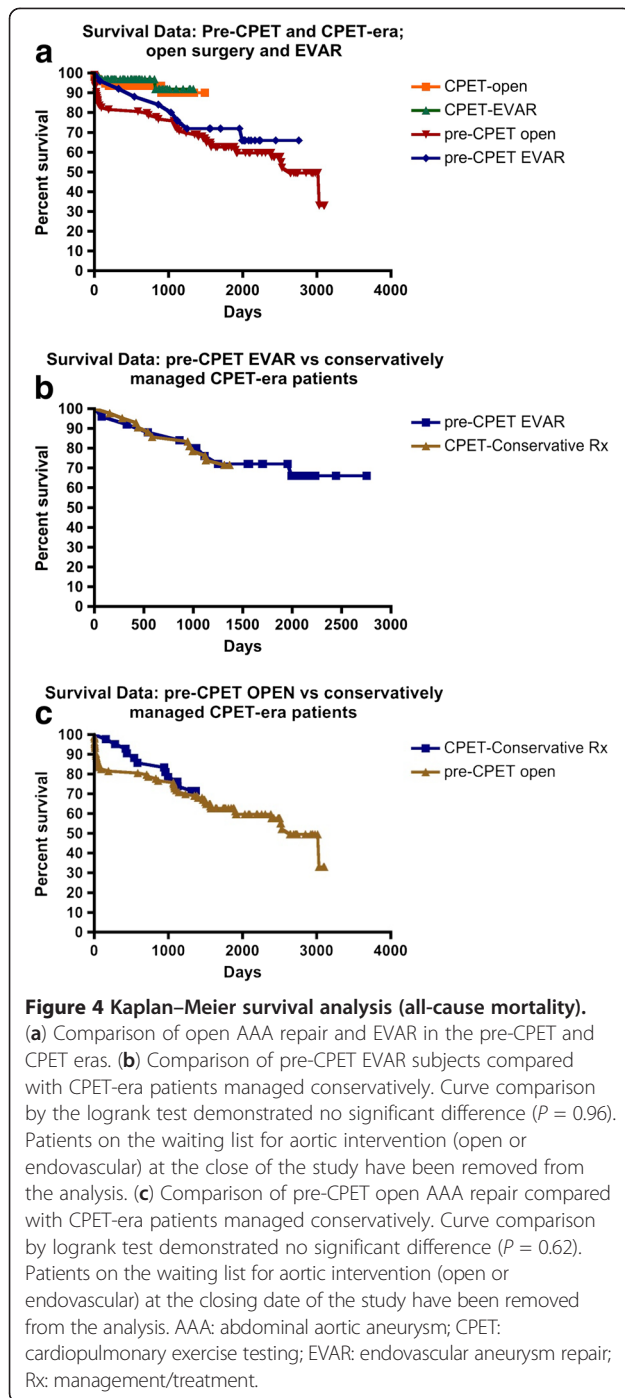 Survival Data: Pre-CPET and CPET-era;
open surgery and EVAR
a
100
90
80
70
60
50
40
30
20
10
0
Percent survival
0 1000 2000 3000 4000
Days
CPET-open
CPET-EVAR
pre-CPET open
pre-CPET EVAR
Survival Data: pre-CPET EVAR vs conservatively
managed CPET-era patients
b
100
90
80
70
60
50
40
30
20
10
0
Percent survival
0 500 1000 1500 2000 2500 3000
Days
pre-CPET EVAR
CPET-Conservative Rx
Survival Data: pre-CPET OPEN vs conservatively
managed CPET-era patients
c
100
90
80
70
60
50
40
30
20
10
0
Percent survival
0 1000 2000 3000 4000
Days
CPET-Conservative Rx
pre-CPET open
Figure 4 Kaplan–Meier survival analysis (all-cause mortality).
(a) Comparison of open AAA repair and EVAR in the pre-CPET and
CPET eras. (b) Comparison of pre-CPET EVAR subjects compared
with CPET-era patients managed conservatively. Curve comparison
by the logrank test demonstrated no significant difference (P = 0.96).
Patients on the waiting list for aortic intervention (open or
endovascular) at the close of the study have been removed from
the analysis. (c) Comparison of pre-CPET open AAA repair compared
with CPET-era patients managed conservatively. Curve comparison
by logrank test demonstrated no significant difference (P = 0.62).
Patients on the waiting list for aortic intervention (open or
endovascular) at the closing date of the study have been removed
from the analysis. AAA: abdominal aortic aneurysm; CPET:
cardiopulmonary exercise testing; EVAR: endovascular aneurysm repair;
Rx: management/treatment.